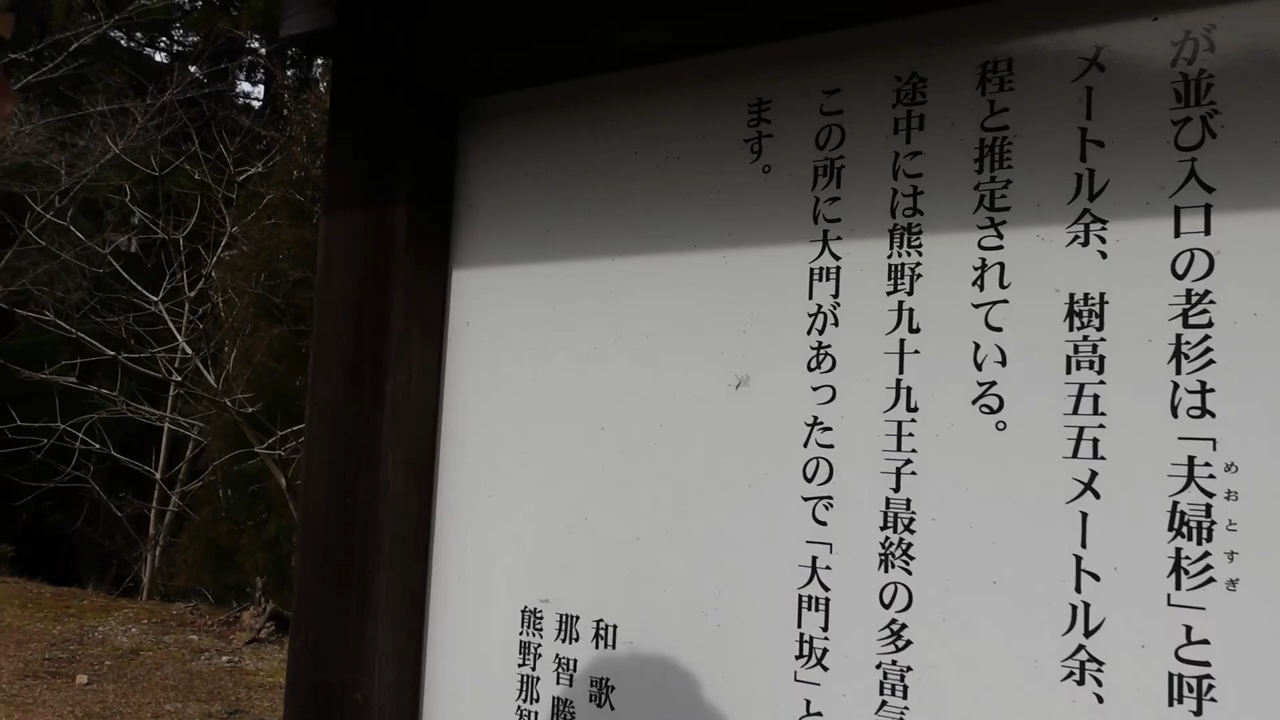 が並び入口の老杉は「夫婦杉」と呼
めおとすぎ
メートル余、樹高五五メートル余、
程と推定されている。
途中には熊野九十九王子最終の多富気
この所に大門があったので「大門坂」と
ます。
和歌
那智勝
熊野那智